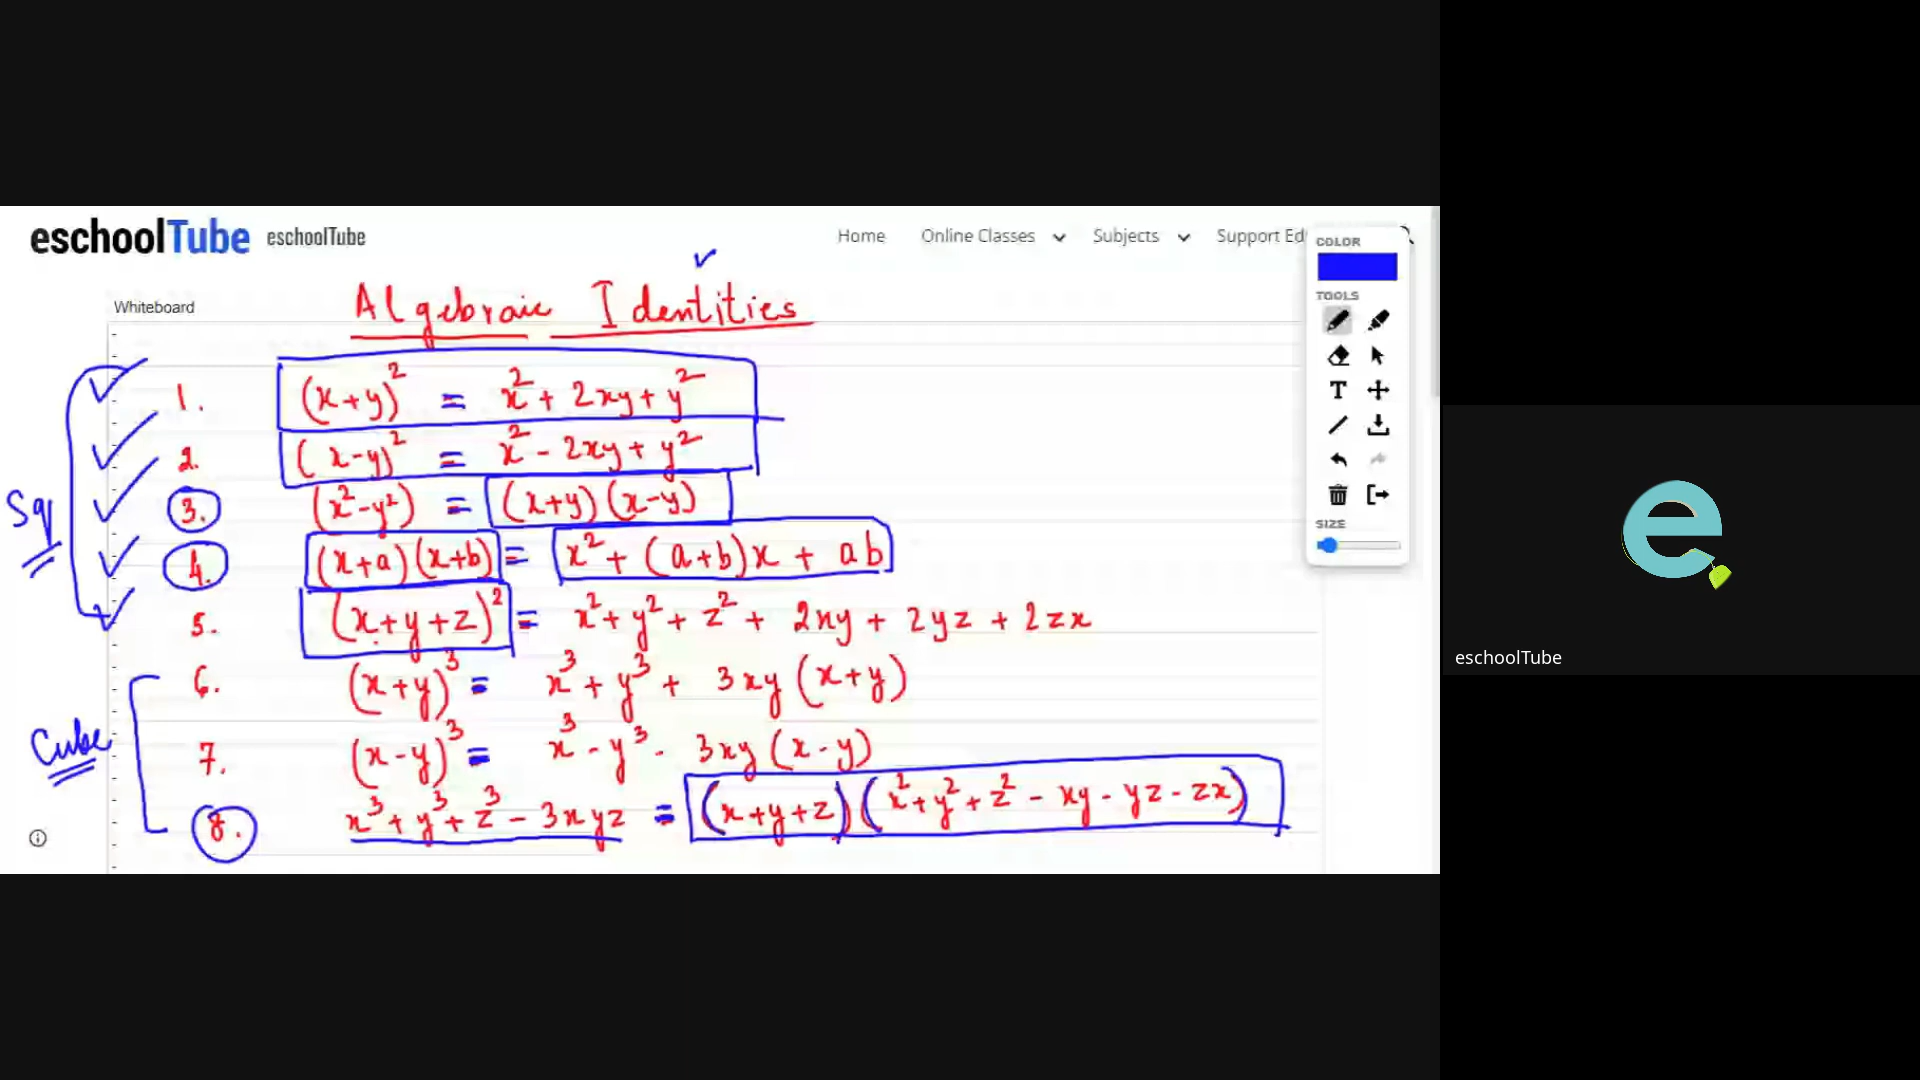 eschoolTube eschoolTube Home Online Classes Subjects Support Ed
COLOR
TOOLS
T
SIZE
Whiteboard
Algebraic Identities
1. (x+y)² = x² + 2xy + y²
2. (x-y)² = x² - 2xy + y²
3. (x²-y²) = (x+y)(x-y)
4. (x+a)(x+b) = x² + (a+b)x + ab
5. (x+y+z)² = x² + y² + z² + 2xy + 2yz + 2zx
6. (x+y)³ = x³ + y³ + 3xy(x+y)
7. (x-y)³ = x³ - y³ - 3xy(x-y)
8. x³ + y³ + z³ - 3xyz = (x+y+z)(x²+y²+z²-xy-yz-zx)
Sq
Cube
eschoolTube